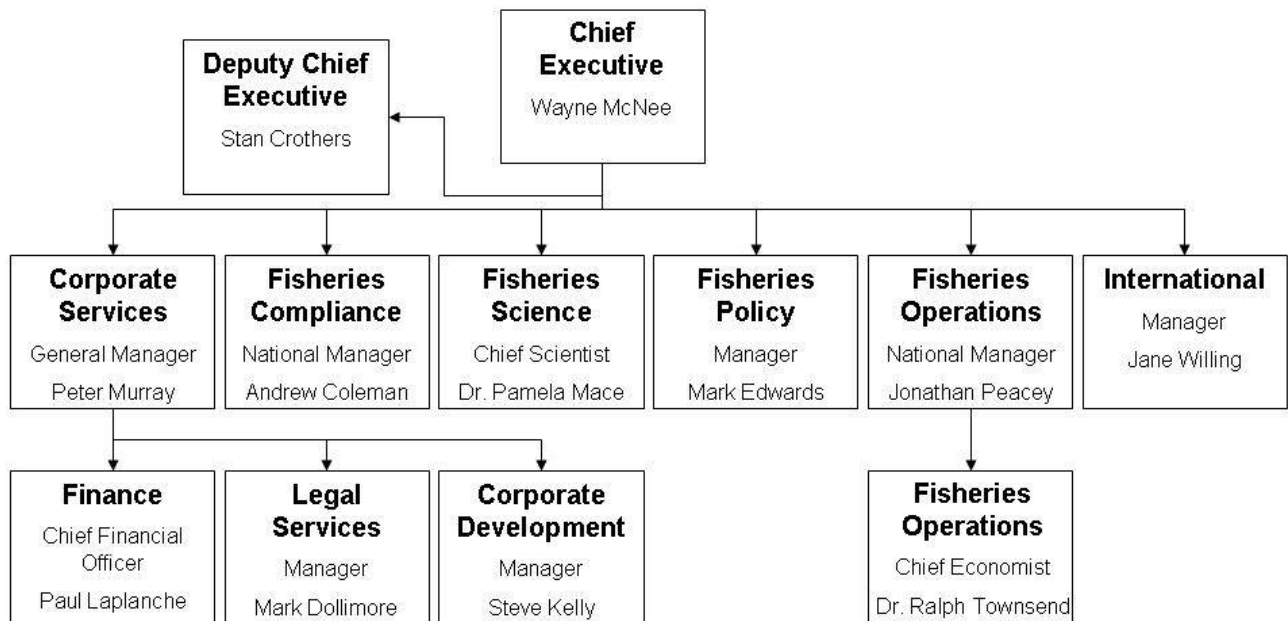 Deputy Chief
Executive
Stan Crothers
Chief
Executive
Wayne McNee
Corporate
Services
General Manager
Peter Murray
Fisheries
Compliance
National Manager
Andrew Coleman
Fisheries
Science
Chief Scientist
Dr. Pamela Mace
Fisheries
Policy
Manager
Mark Edwards
Fisheries
Operations
National Manager
Jonathan Peacey
International
Manager
Jane Willing
Finance
Chief Financial
Officer
Paul Laplanche
Legal
Services
Manager
Mark Dollimore
Corporate
Development
Manager
Steve Kelly
Fisheries
Operations
Chief Economist
Dr. Ralph Townsend